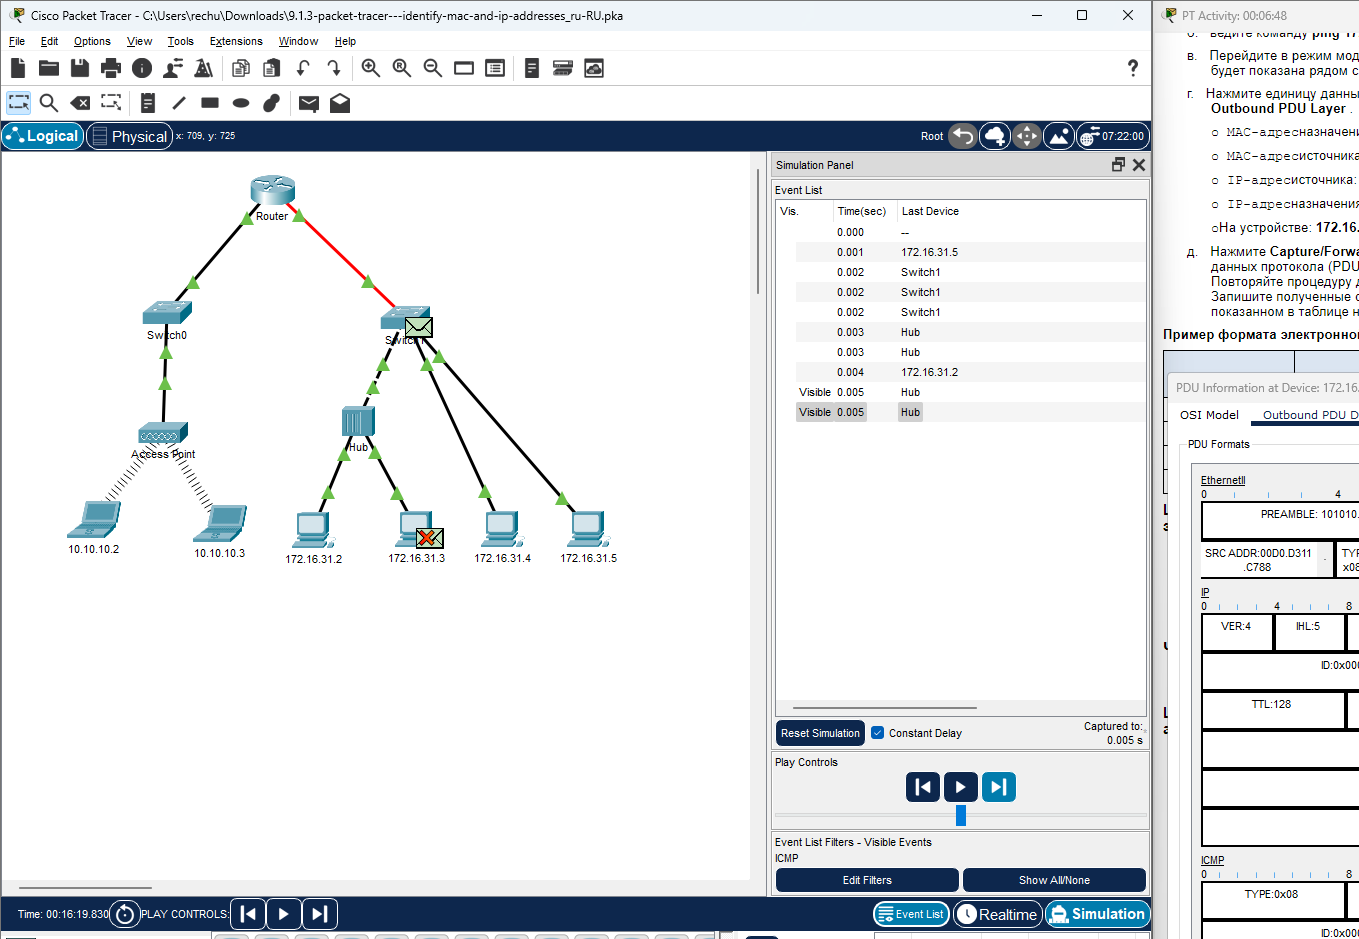 Cisco Packet Tracer - C:\Users\rechu\Downloads\9.1.3-packet-tracer---identify-mac-and-ip-addresses_ru-RU.pka
File Edit Options View Tools Extensions Window Help
?
Logical Physical x: 709, y: 725
Root 07:22:00
Router
Switch0
Access Point
Hub
10.10.10.2
10.10.10.3
172.16.31.2
172.16.31.3
172.16.31.4
172.16.31.5
Simulation Panel
Event List
Vis. Time(sec) Last Device
0.000 --
0.001 172.16.31.5
0.002 Switch1
0.002 Switch1
0.002 Switch1
0.003 Hub
0.003 Hub
0.004 172.16.31.2
Visible 0.005 Hub
Visible 0.005 Hub
Reset Simulation Constant Delay
Captured to:
0.005 s
Play Controls
Event List Filters - Visible Events
ICMP
Edit Filters Show All/None
Time: 00:16:19.830 PLAY CONTROLS:
Event List Realtime Simulation
PT Activity: 00:06:48
в. Перейдите в режим мод
будет показана рядом с
г. Нажмите единицу данны
Outbound PDU Layer .
o MAC-адресназначени
o MAC-адресисточника
o IP-адресисточника:
o IP-адресназначения
oНа устройстве: 172.16.
д. Нажмите Capture/Forwa
данных протокола (PDU
Повторяйте процедуру д
Запишите полученные с
показанном в таблице н
Пример формата электронног
PDU Information at Device: 172.16.
OSI Model Outbound PDU D
PDU Formats
EthernetII
0 4
PREAMBLE: 101010.
SRC ADDR:00D0.D311
.C788
TYP
x08
IP
0 4 8
VER:4 IHL:5
ID:0x000
TTL:128
ICMP
0 8
TYPE:0x08
ID:0x000